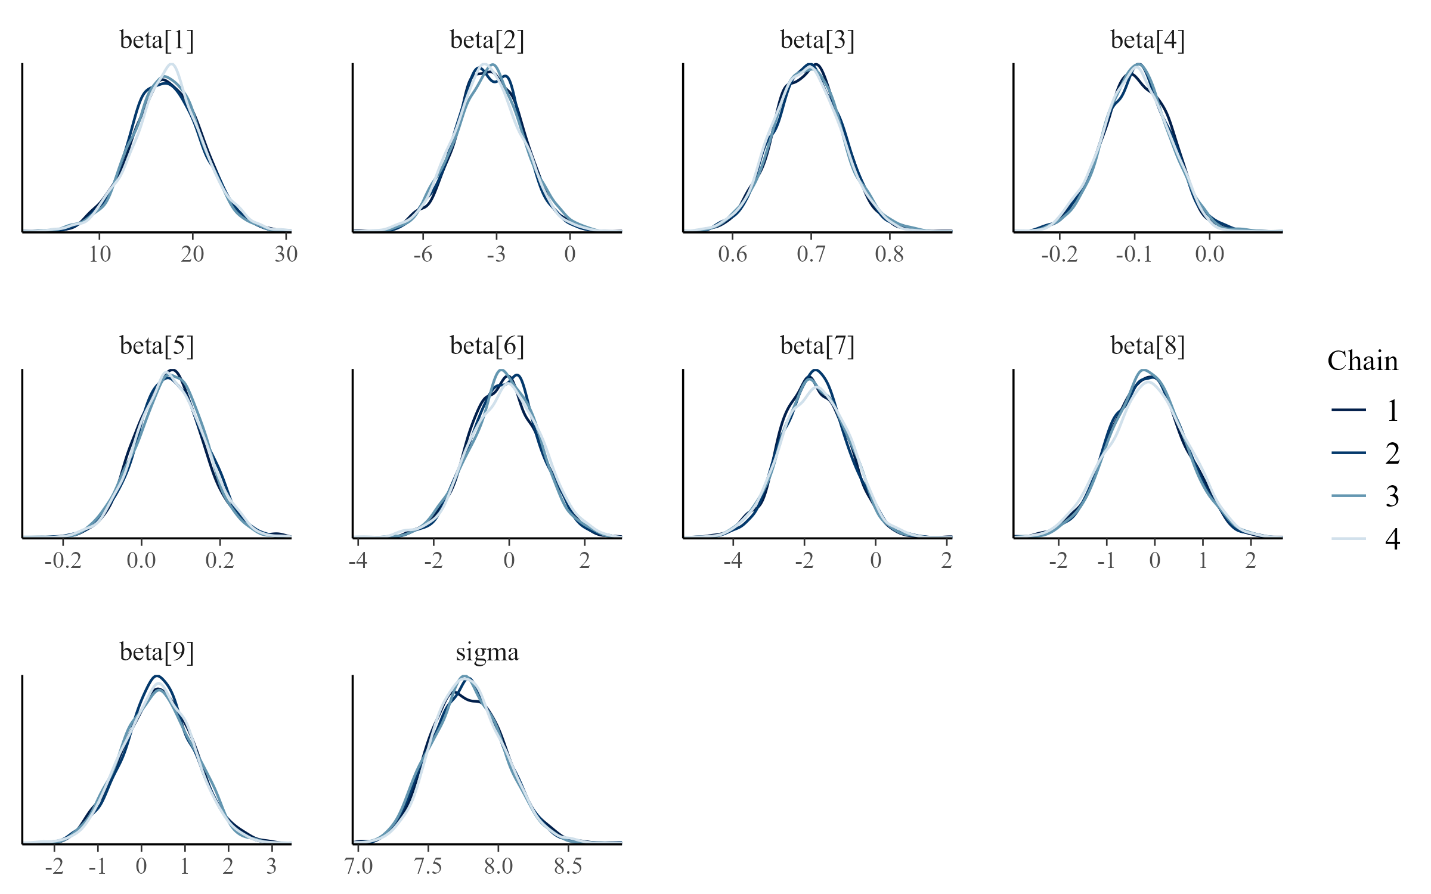 beta[1] beta[2] beta[3] beta[4]
10 20 30 -6 -3 0 0.6 0.7 0.8 -0.2 -0.1 0.0
beta[5] beta[6] beta[7] beta[8]
-0.2 0.0 0.2 -4 -2 0 2 -4 -2 0 2 -2 -1 0 1 2
Chain
1
2
3
4
beta[9] sigma
-2 -1 0 1 2 3 7.0 7.5 8.0 8.5